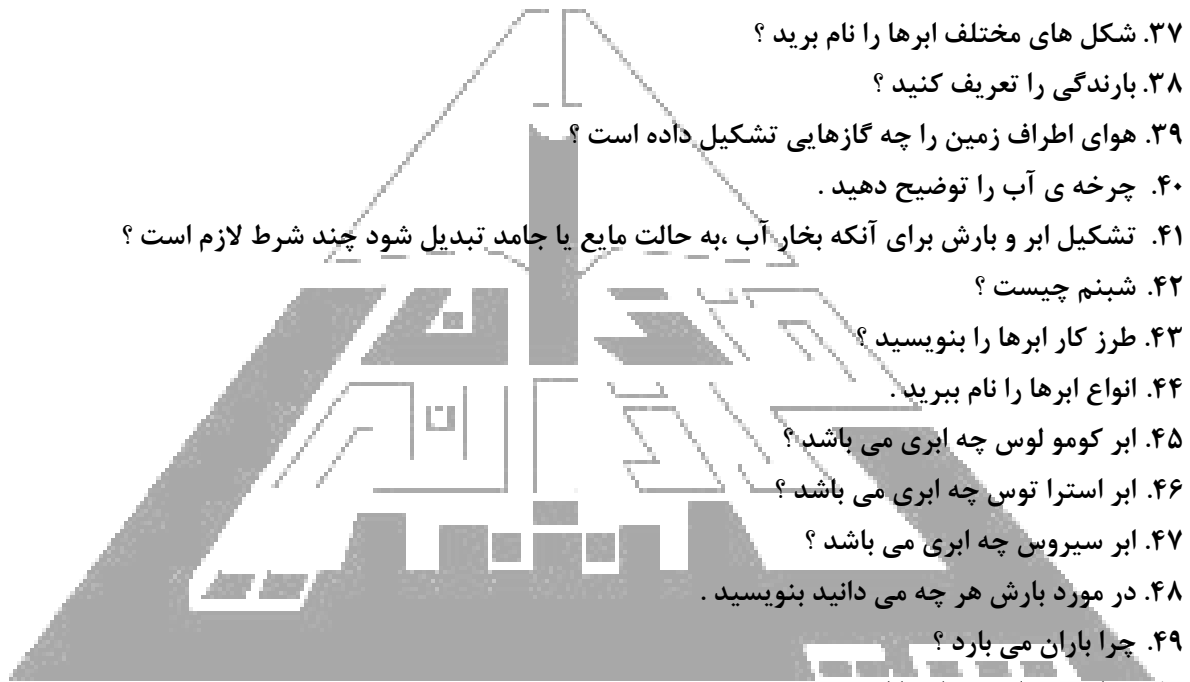 ۳۷. شکل های مختلف ابرها را نام برید ؟
۳۸. بارندگی را تعریف کنید ؟
۳۹. هوای اطراف زمین را چه گازهایی تشکیل داده است ؟
۴۰. چرخه ی آب را توضیح دهید .
۴۱. تشکیل ابر و بارش برای آنکه بخار آب ،به حالت مایع یا جامد تبدیل شود چند شرط لازم است ؟
۴۲. شبنم چیست ؟
۴۳. طرز کار ابرها را بنویسید ؟
۴۴. انواع ابرها را نام ببرید .
۴۵. ابر کومو لوس چه ابری می باشد ؟
۴۶. ابر استرا توس چه ابری می باشد ؟
۴۷. ابر سیروس چه ابری می باشد ؟
۴۸. در مورد بارش هر چه می دانید بنویسید .
۴۹. چرا باران می بارد ؟